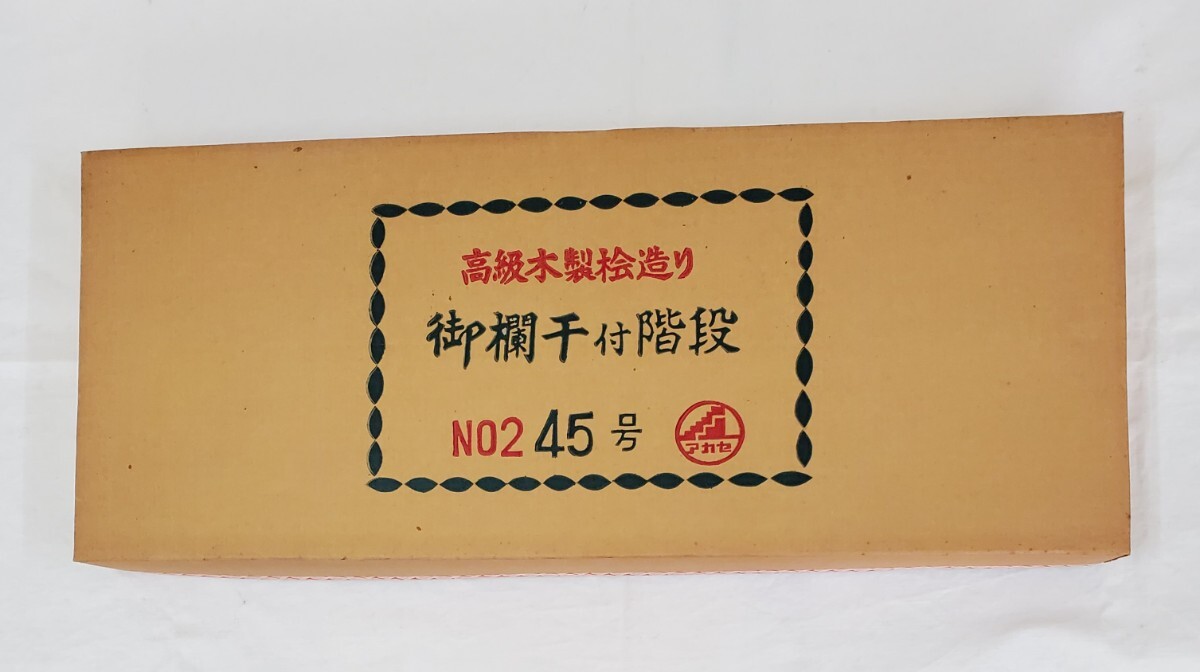 高級木製桧造り
御欄干付階段
NO2 45号
アカセ